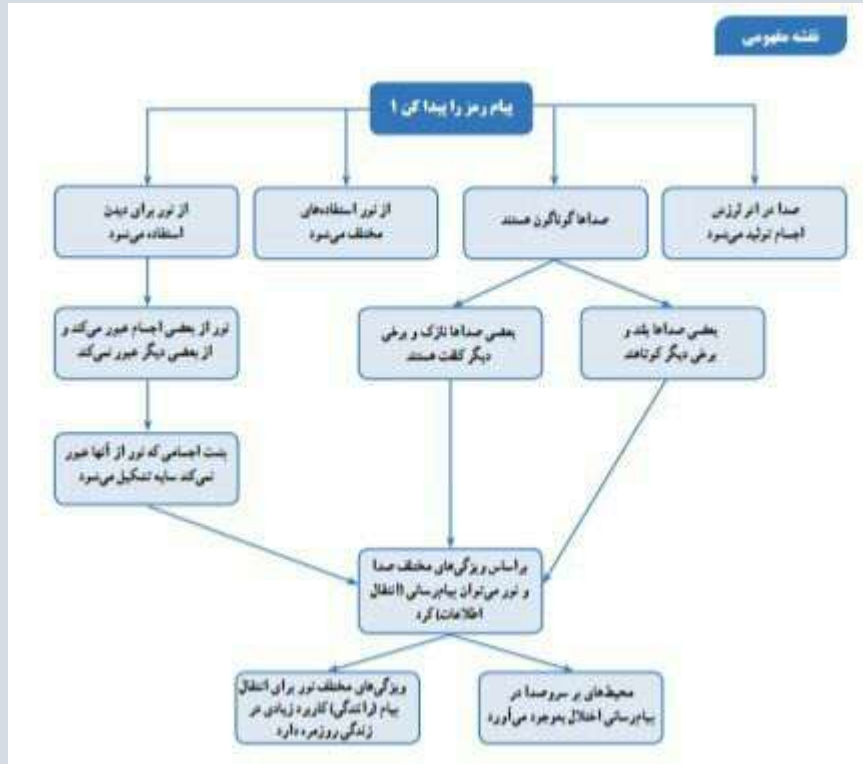 نقشه مفهومی
پیام رمز را پیدا کن ۱
صدا در اثر لرزش
اجسام تولید می‌شود
صداها گوناگون هستند
از نور استفاده‌های
مختلف می‌شود
از نور برای دیدن
استفاده می‌شود
بعضی صداها بلند و
برخی دیگر کوتاهند
بعضی صداها نازک و برخی
دیگر کلفت هستند
نور از بعضی اجسام عبور می‌کند و
از بعضی دیگر عبور نمی‌کند
پشت اجسامی که نور از آنها عبور
نمی‌کند سایه تشکیل می‌شود
براساس ویژگی‌های مختلف صدا
و نور می‌توان پیام‌رسانی (انتقال
اطلاعات) کرد
محیط‌های پر سروصدا در
پیام‌رسانی اختلال به‌وجود می‌آورد
ویژگی‌های مختلف نور برای انتقال
پیام (رانندگی) کاربرد زیادی در
زندگی روزمره دارد